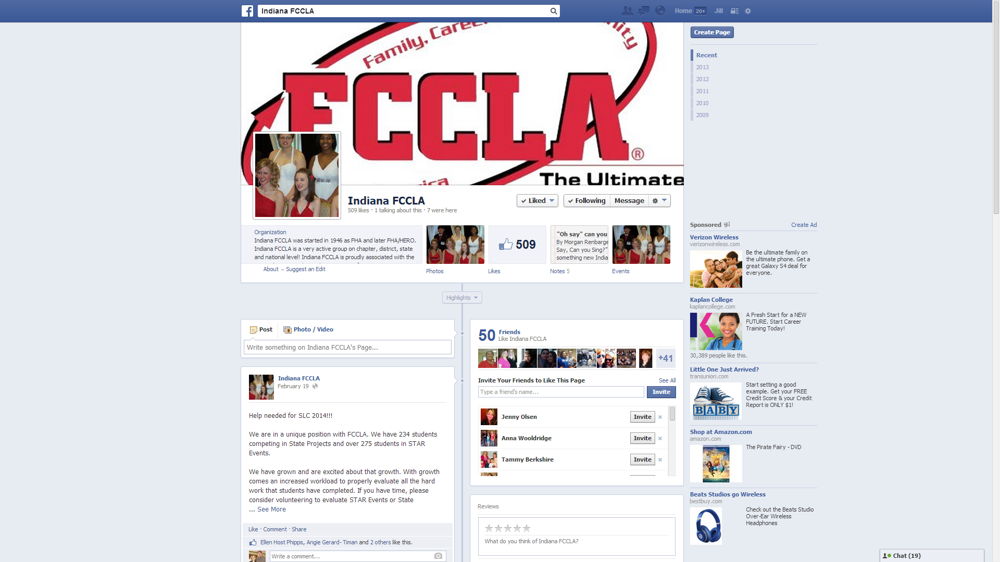 Indiana FCCLA
Home 20+ Jill
Family, Career
nity
FCCLA®
The Ultimate
Indiana FCCLA
509 likes · 1 talking about this · 7 were here
Liked
Following
Message
Organization
Indiana FCCLA was started in 1946 as FHA and later FHA/HERO.
Indiana FCCLA is a very active group on chapter, district, state
and national level! Indiana FCCLA is proudly associated with the
About – Suggest an Edit
Photos
509
Likes
"Oh say" can you
By Morgan Renbarge
Say, Can you Sing?"
something new India
Notes 5
Events
Highlights
Post
Photo / Video
Write something on Indiana FCCLA's Page...
Indiana FCCLA
February 19
Help needed for SLC 2014!!!
We are in a unique position with FCCLA. We have 234 students
competing in State Projects and over 275 students in STAR
Events.
We have grown and are excited about that growth. With growth
comes an increased workload to properly evaluate all the hard
work that students have completed. If you have time, please
consider volunteering to evaluate STAR Events or State
... See More
Like · Comment · Share
Ellen Host Phipps, Angie Gerard-Timan and 2 others like this.
Write a comment...
50 Friends
Like Indiana FCCLA
+41
Invite Your Friends to Like This Page
See All
Type a friend's name...
Invite
Jenny Olsen
Invite
Anna Wooldridge
Invite
Tammy Berkshire
Invite
Reviews
What do you think of Indiana FCCLA?
Create Page
Recent
2013
2012
2011
2010
2009
Sponsored
Create Ad
Verizon Wireless
verizonwireless.com
Be the ultimate family on
the ultimate phone. Get a
great Galaxy S4 deal for
everyone.
Kaplan College
kaplancollege.com
A Fresh Start for a NEW
FUTURE. Start Career
Training Today!
30,389 people like this.
Little One Just Arrived?
transunion.com
BABY
Start setting a good
example. Get your FREE
Credit Score & your Credit
Report is ONLY $1!
Shop at Amazon.com
amazon.com
The Pirate Fairy - DVD
Beats Studios go Wireless
bestbuy.com
Check out the Beats Studio
Over-Ear Wireless
Headphones
Chat (19)